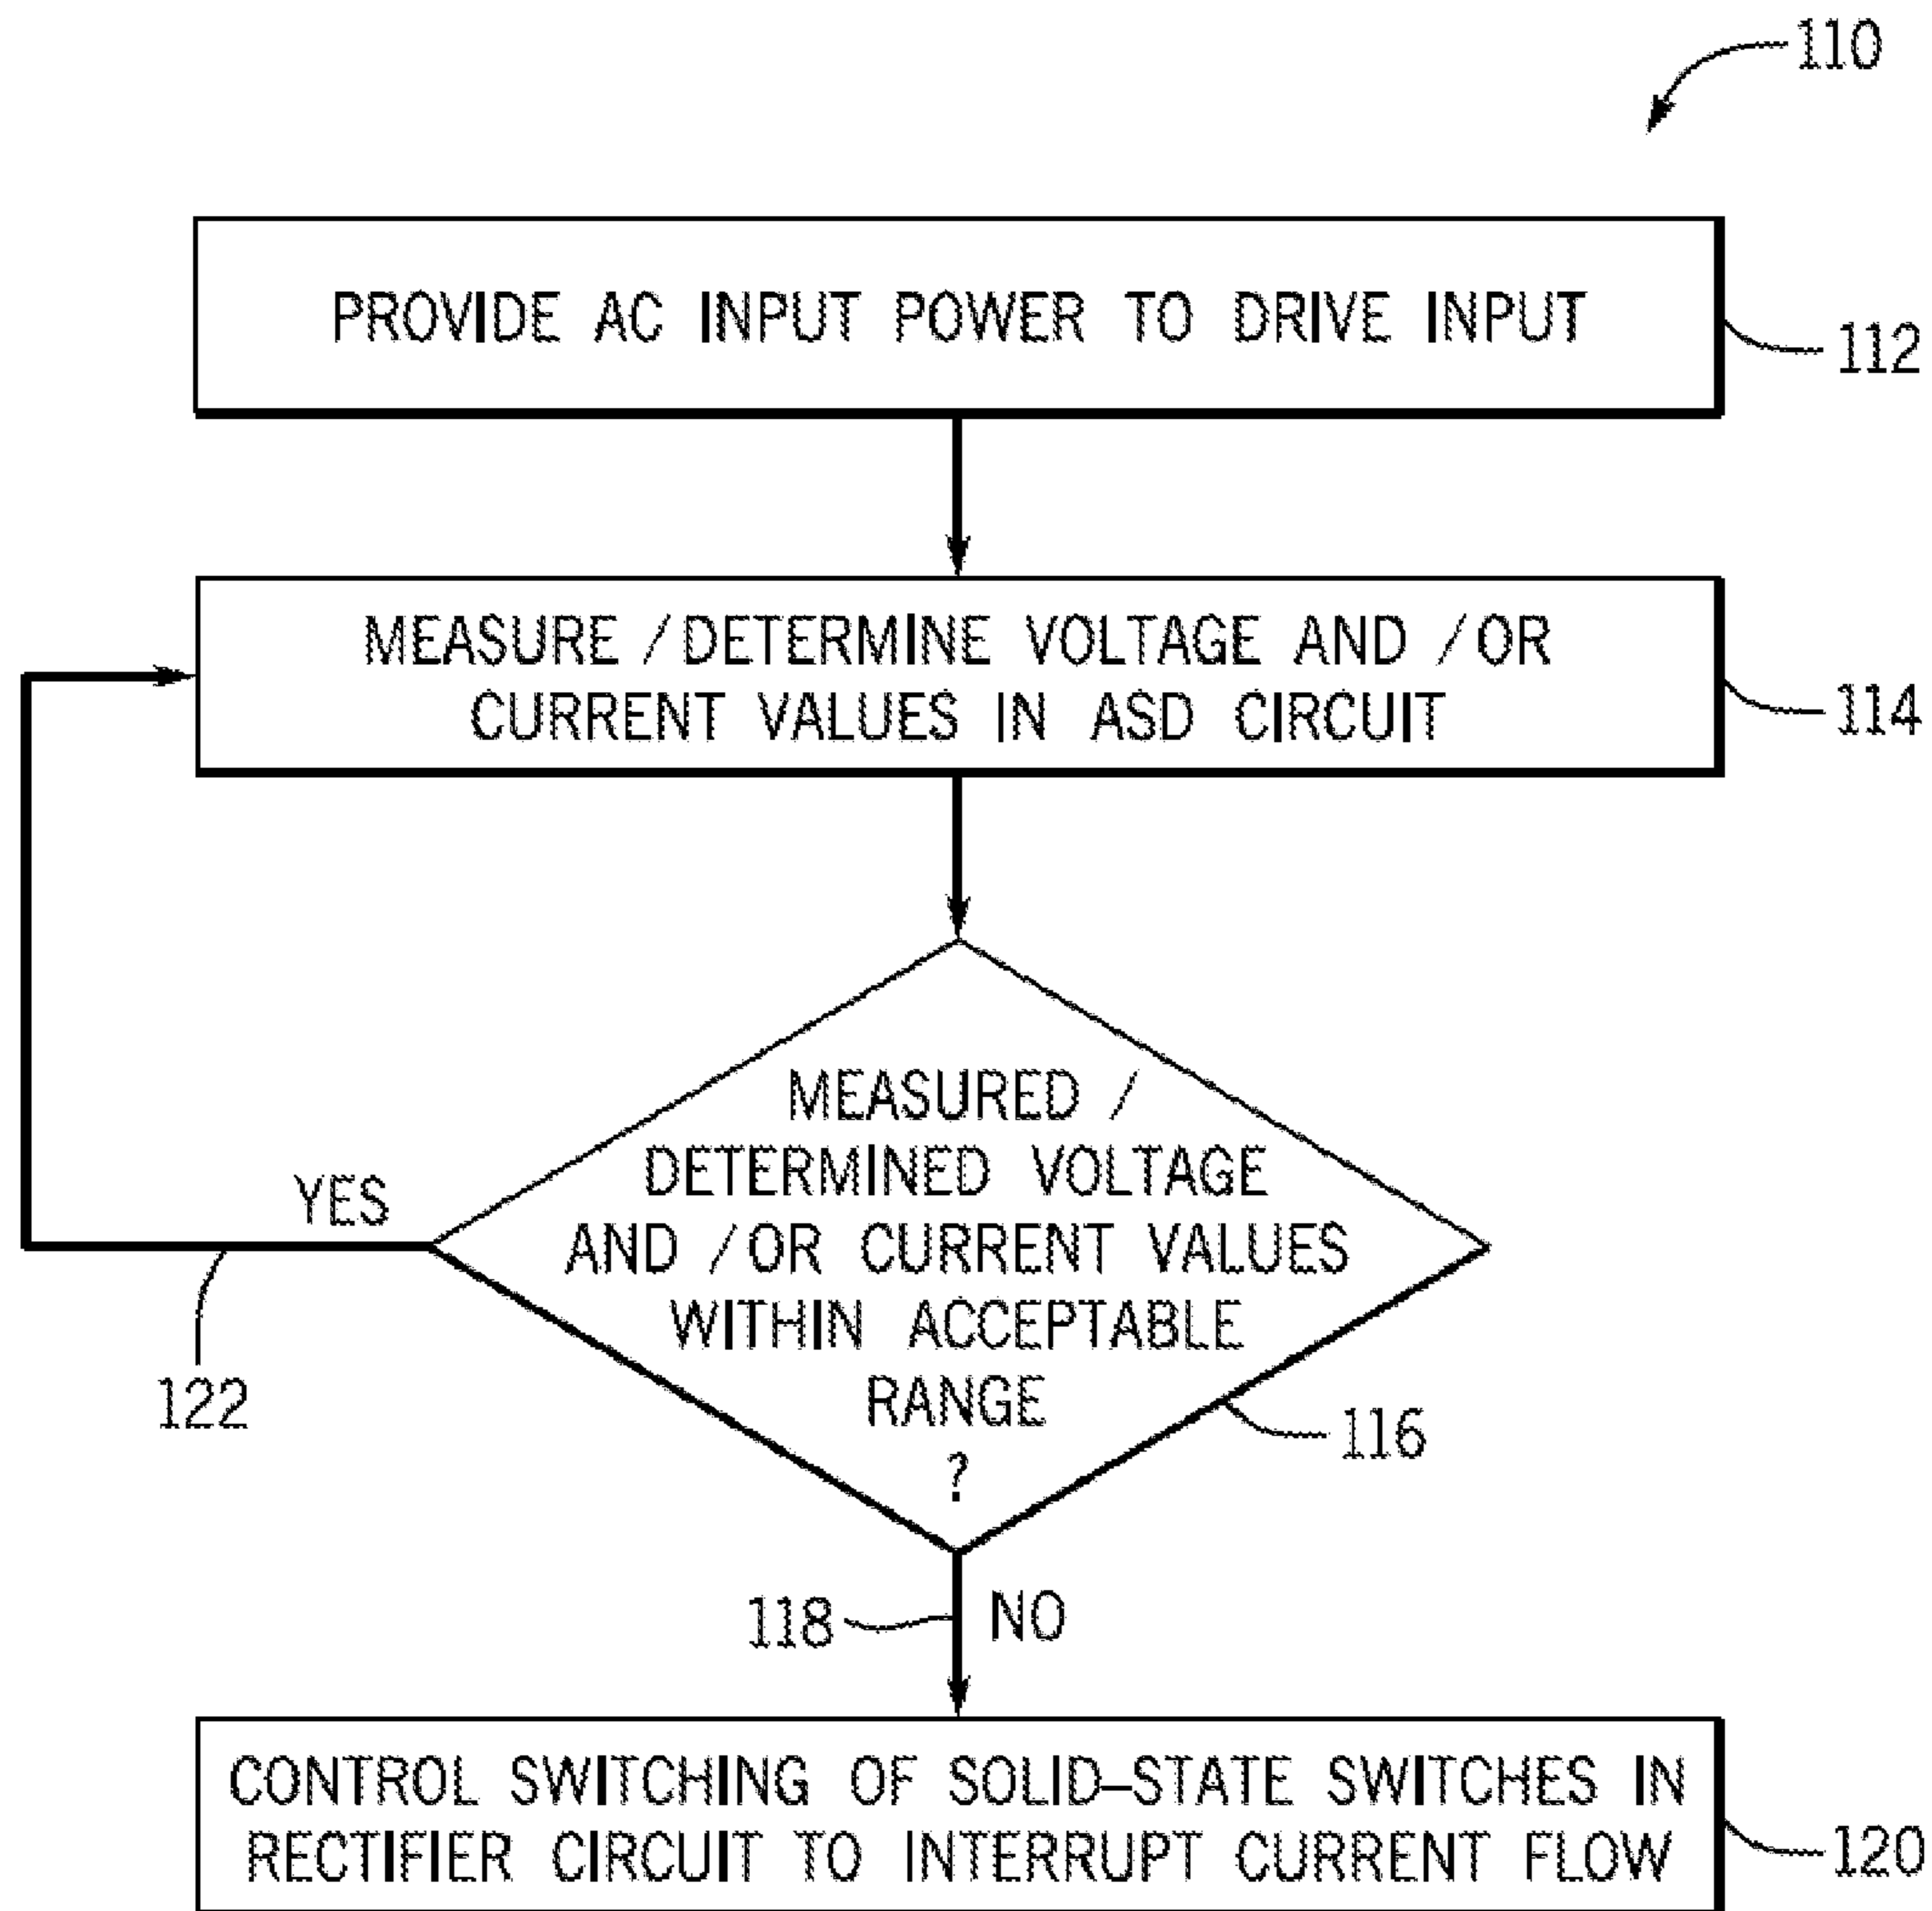 110
PROVIDE AC INPUT POWER TO DRIVE INPUT
112
MEASURE /DETERMINE VOLTAGE AND /OR
CURRENT VALUES IN ASD CIRCUIT
114
MEASURED /
DETERMINED VOLTAGE
AND /OR CURRENT VALUES
WITHIN ACCEPTABLE
RANGE
?
YES
122
116
118
NO
CONTROL SWITCHING OF SOLID–STATE SWITCHES IN
RECTIFIER CIRCUIT TO INTERRUPT CURRENT FLOW
120